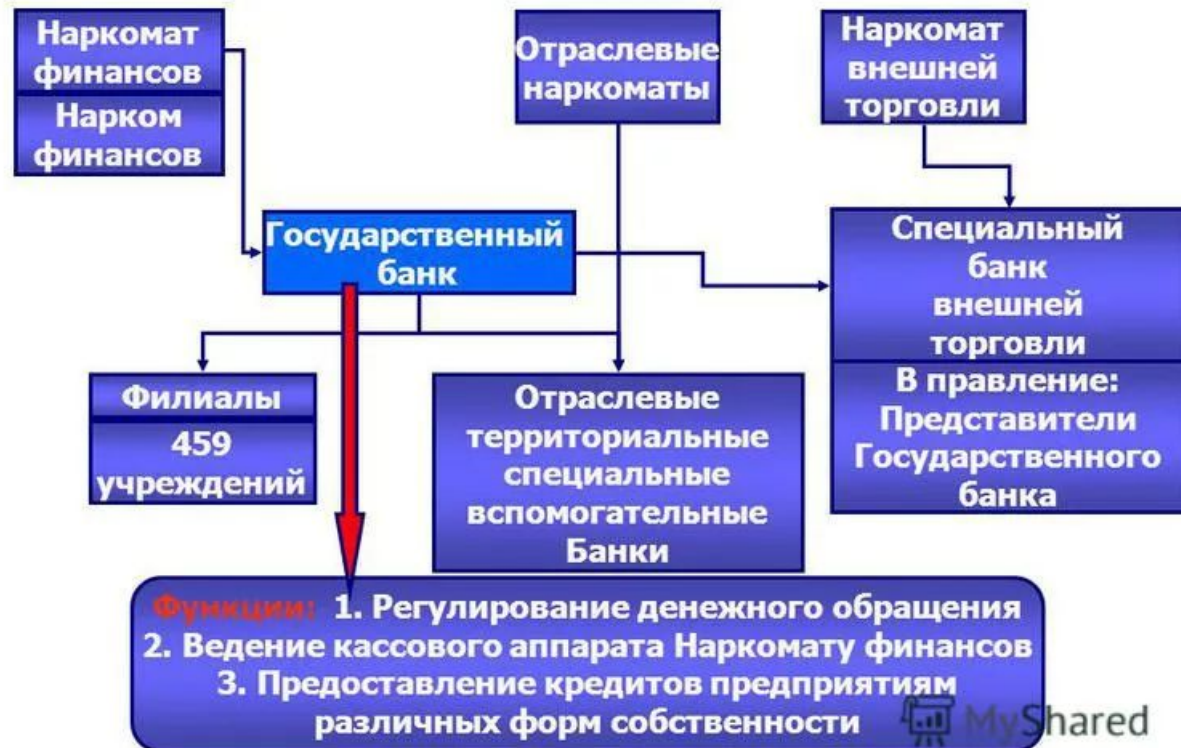 Наркомат
финансов
Нарком
финансов
Отраслевые
наркоматы
Наркомат
внешней
торговли
Государственный
банк
Специальный
банк
внешней
торговли
В правление:
Представители
Государственного
банка
Филиалы
459
учреждений
Отраслевые
территориальные
специальные
вспомогательные
Банки
Функции: 1. Регулирование денежного обращения
2. Ведение кассового аппарата Наркомату финансов
3. Предоставление кредитов предприятиям
различных форм собственности
MyShared